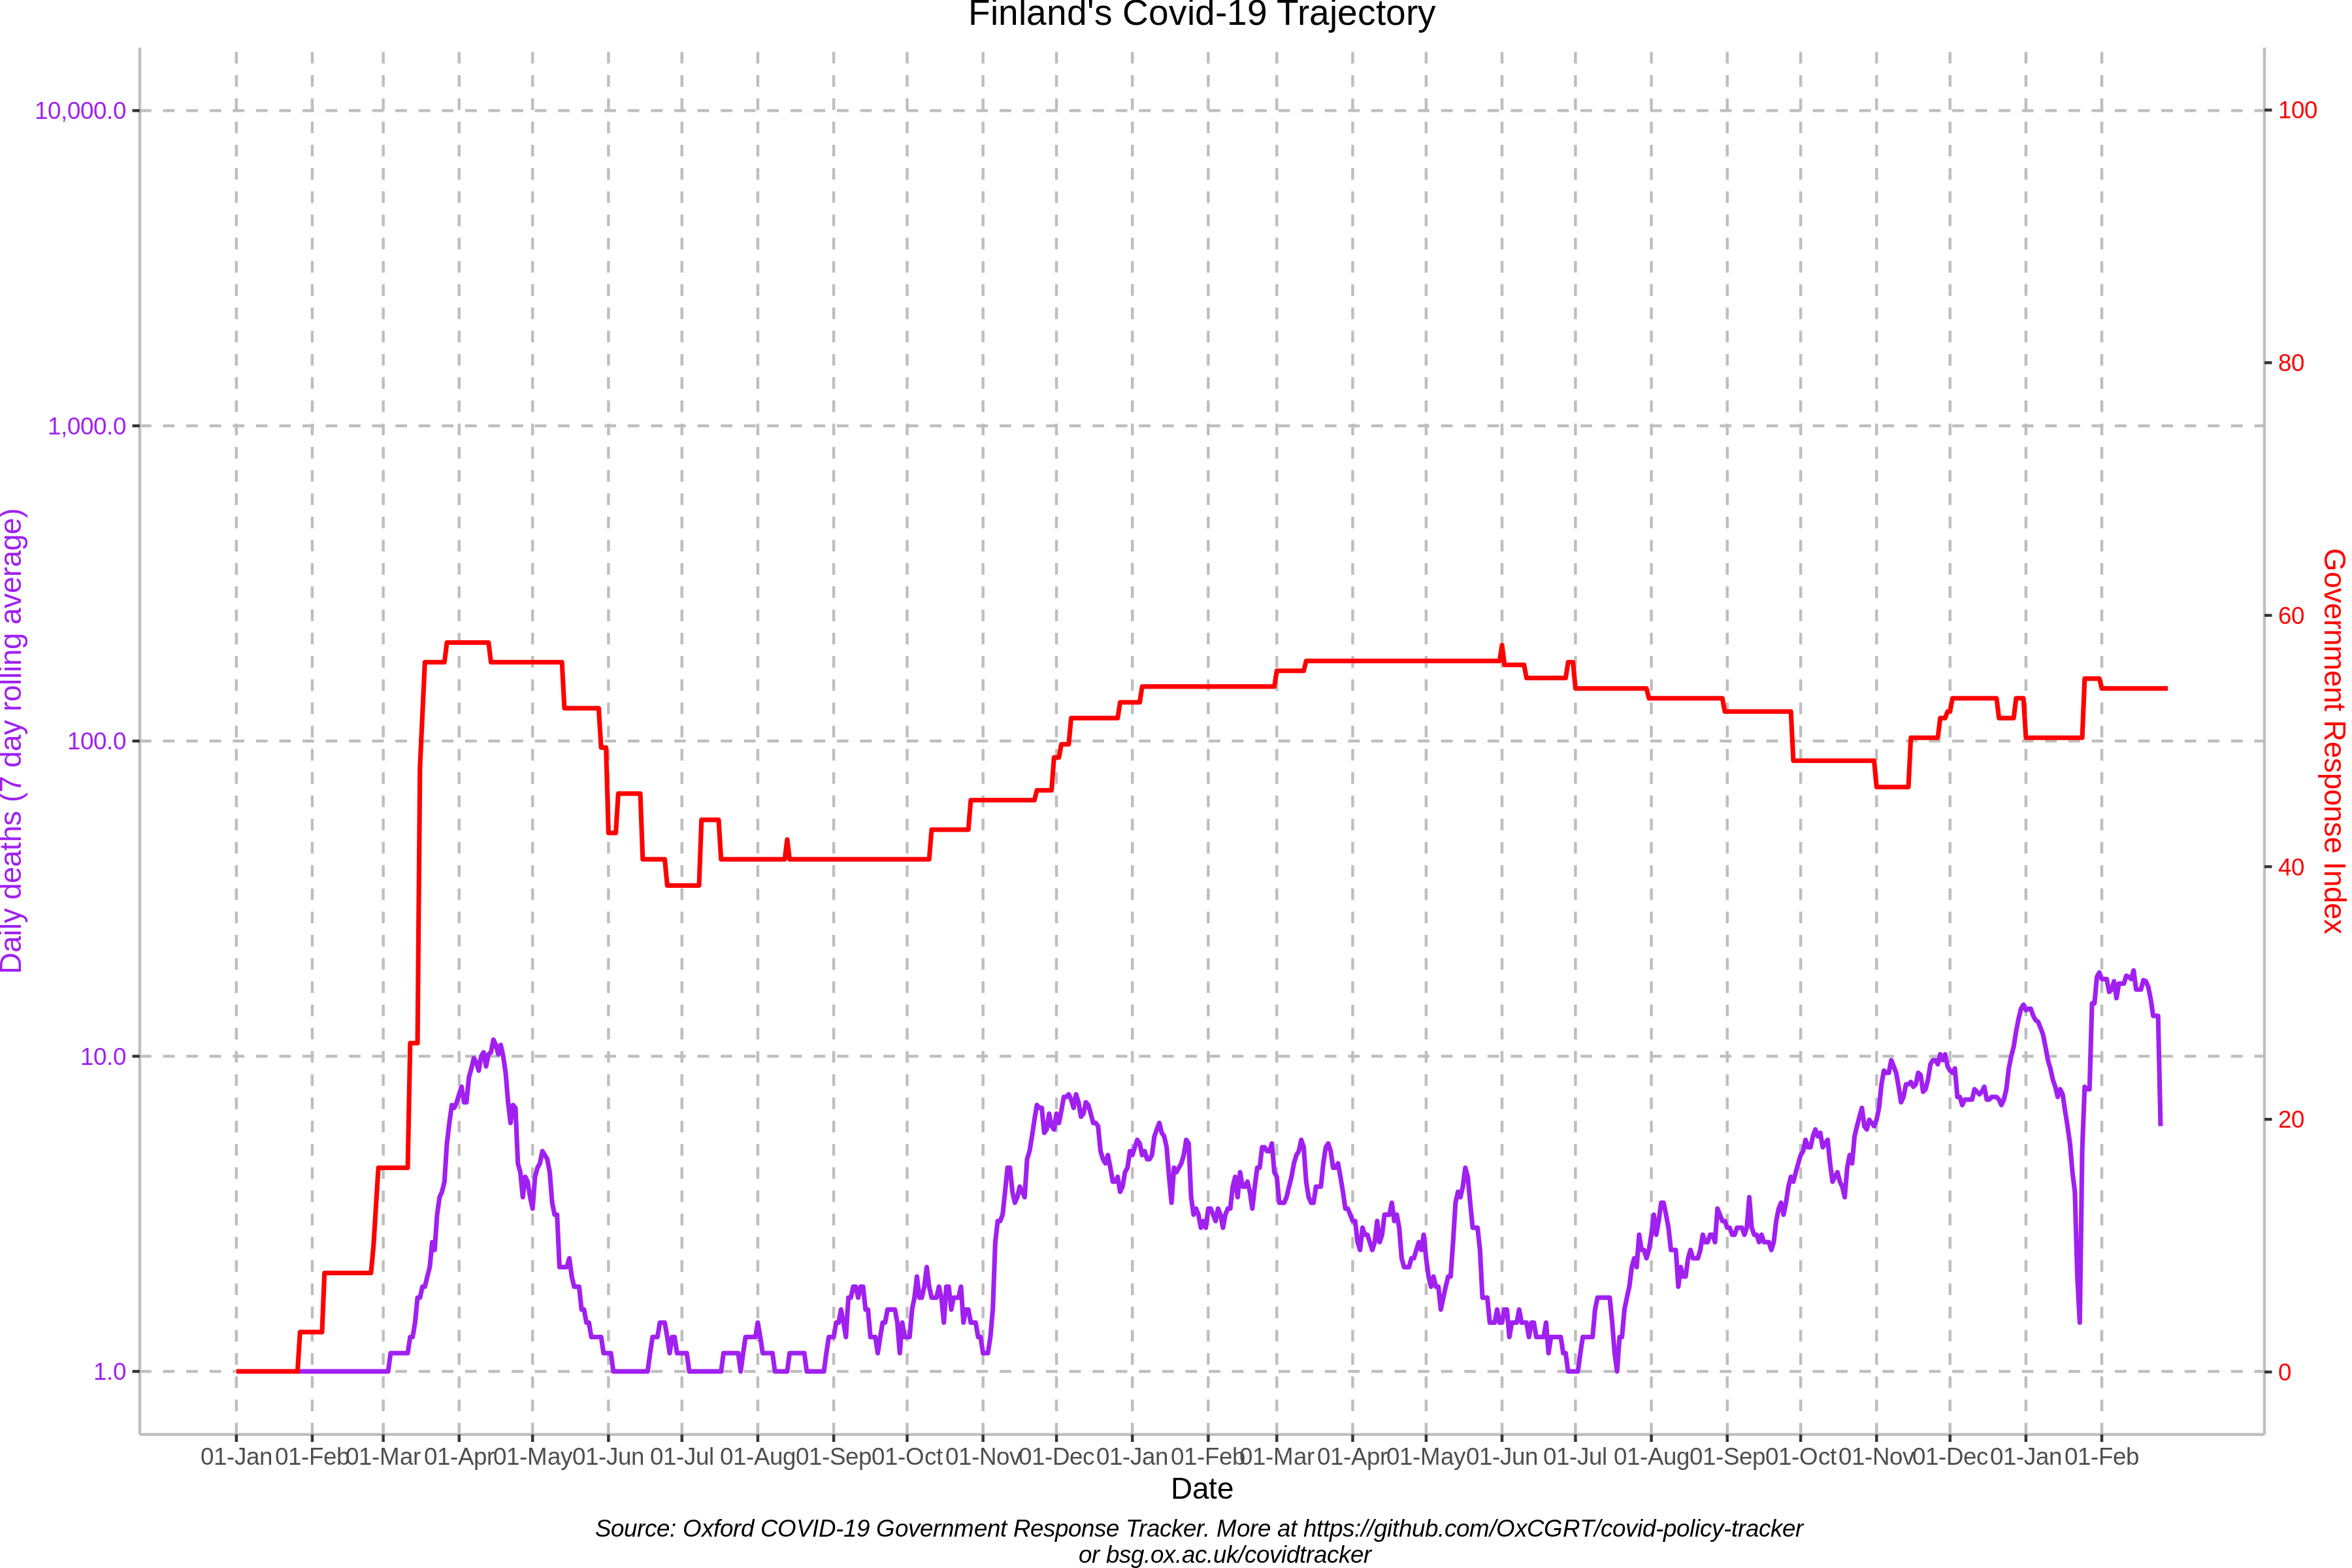 Finland's Covid-19 Trajectory
10,000.0
1,000.0
100.0
10.0
1.0
Daily deaths (7 day rolling average)
100
80
60
40
20
0
Government Response Index
01-Jan 01-Feb 01-Mar 01-Apr 01-May 01-Jun 01-Jul 01-Aug 01-Sep 01-Oct 01-Nov 01-Dec 01-Jan 01-Feb 01-Mar 01-Apr 01-May 01-Jun 01-Jul 01-Aug 01-Sep 01-Oct 01-Nov 01-Dec 01-Jan 01-Feb
Date
Source: Oxford COVID-19 Government Response Tracker. More at https://github.com/OxCGRT/covid-policy-tracker
or bsg.ox.ac.uk/covidtracker